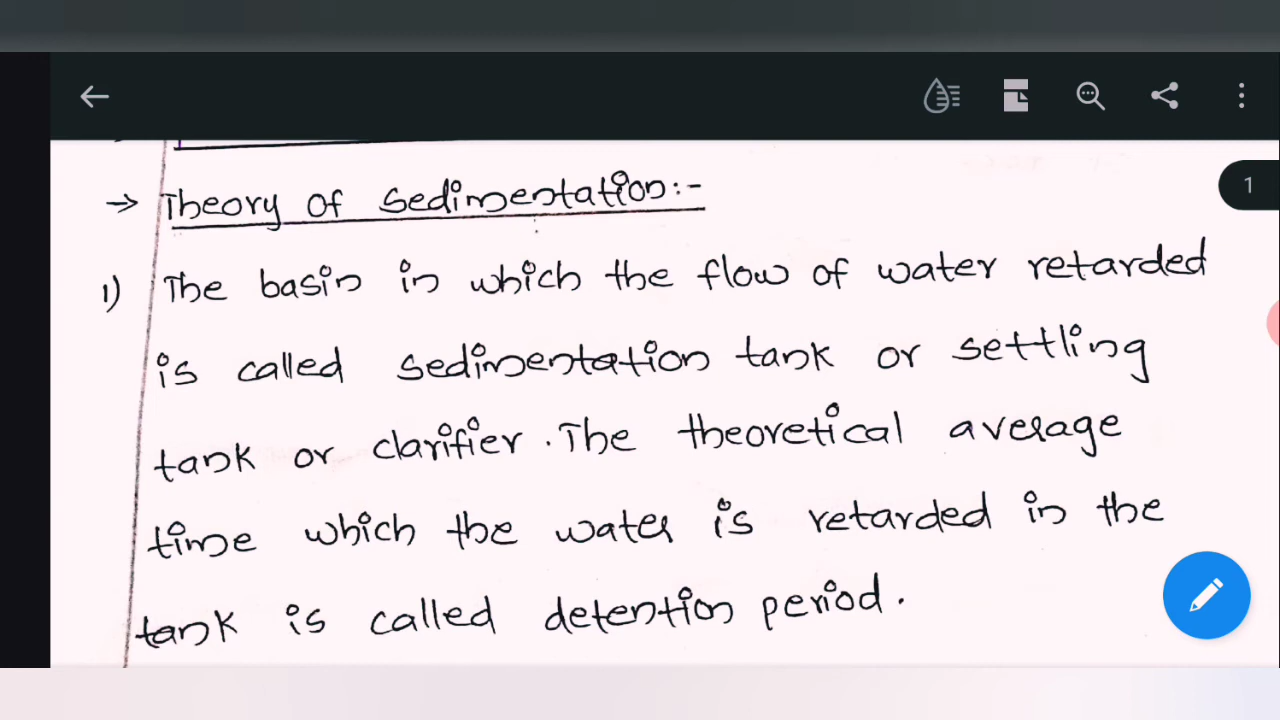 1
→ Theory of Sedimentation:-
1) The basin in which the flow of water retarded
is called sedimentation tank or settling
tank or clarifier. The theoretical average
time which the water is retarded in the
tank is called detention period.